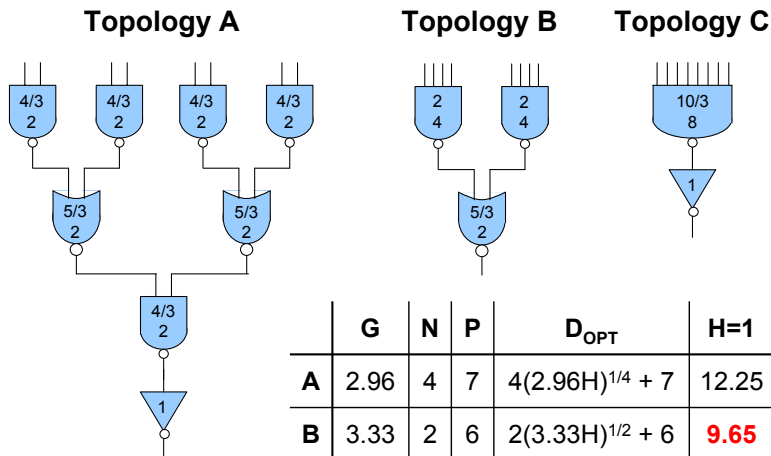 Topology A Topology B Topology C
4/3 4/3 4/3 4/3 2 2 10/3
2 2 2 2 4 4 8
5/3 5/3 5/3 1
2 2 2
4/3
2
1
G N P D_OPT H=1
A 2.96 4 7 4(2.96H)^1/4 + 7 12.25
B 3.33 2 6 2(3.33H)^1/2 + 6 9.65